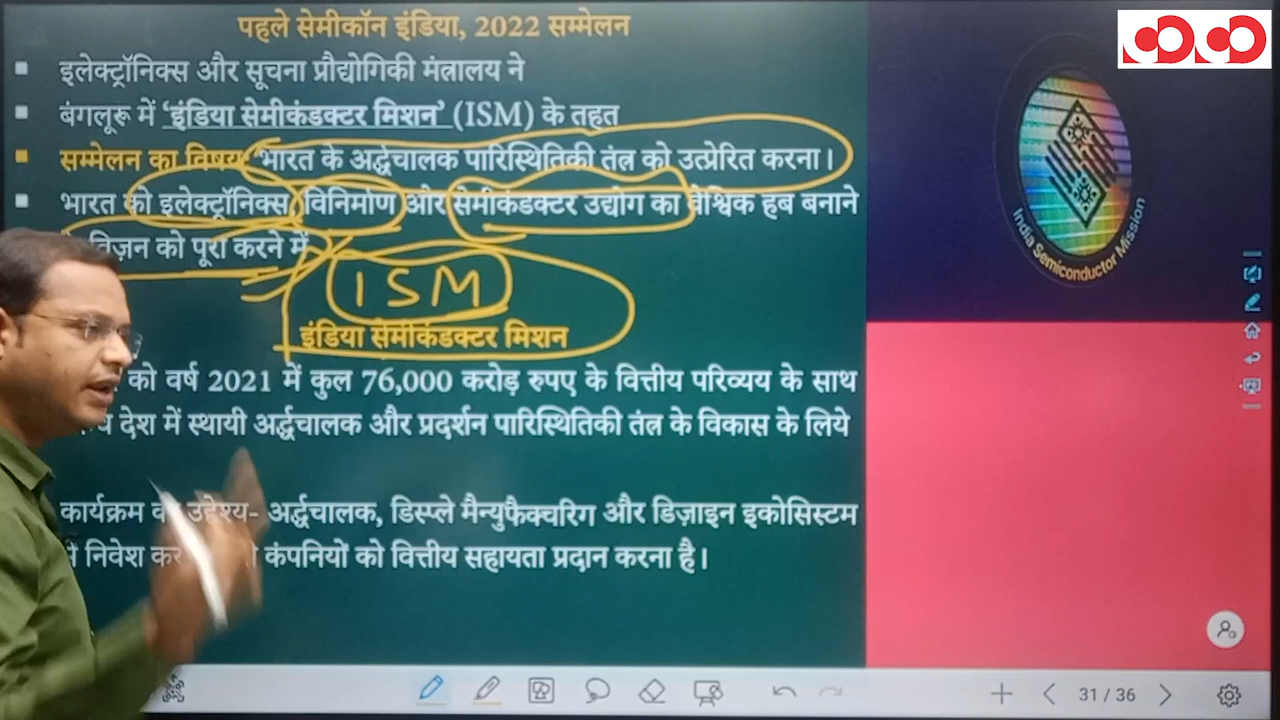 पहले सेमीकॉन इंडिया, 2022 सम्मेलन
इलेक्ट्रॉनिक्स और सूचना प्रौद्योगिकी मंत्रालय ने
बंगलूरू में ‘इंडिया सेमीकंडक्टर मिशन’ (ISM) के तहत
सम्मेलन का विषय- ‘भारत के अर्द्धचालक पारिस्थितिकी तंत्र को उत्प्रेरित करना।
भारत को इलेक्ट्रॉनिक्स विनिर्माण और सेमीकंडक्टर उद्योग का वैश्विक हब बनाने
विज़न को पूरा करने में
ISM
इंडिया सेमीकंडक्टर मिशन
को वर्ष 2021 में कुल 76,000 करोड़ रुपए के वित्तीय परिव्यय के साथ
देश में स्थायी अर्द्धचालक और प्रदर्शन पारिस्थितिकी तंत्र के विकास के लिये
कार्यक्रम का उद्देश्य- अर्द्धचालक, डिस्प्ले मैन्युफैक्चरिंग और डिज़ाइन इकोसिस्टम
में निवेश कंपनियों को वित्तीय सहायता प्रदान करना है।
India Semiconductor Mission
31 / 36